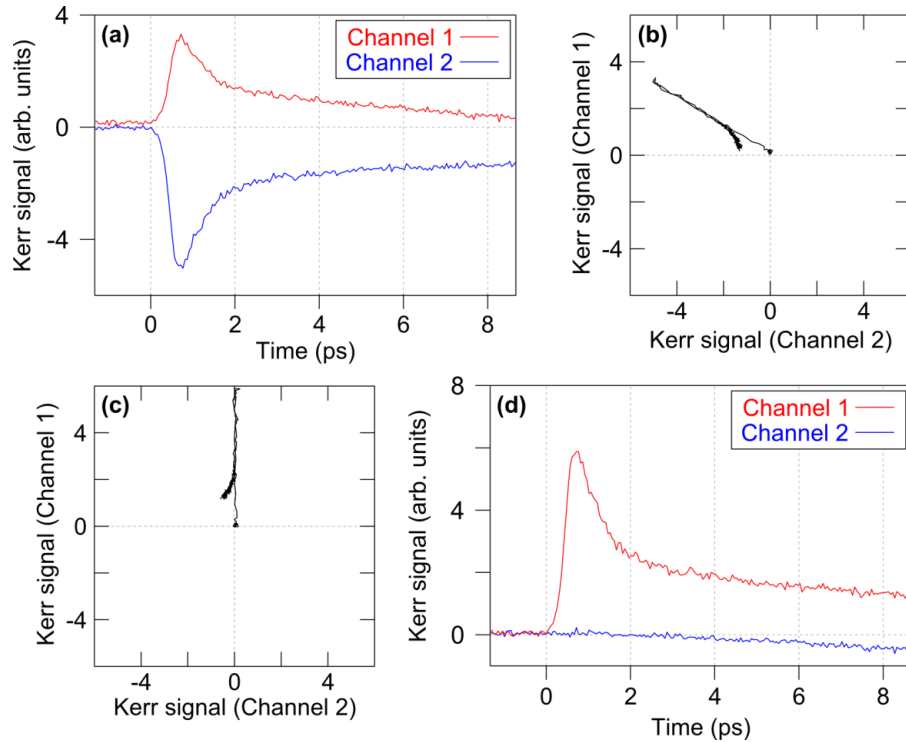 (a)
Channel 1
Channel 2
Kerr signal (arb. units)
4
0
-4
0
2
4
6
8
Time (ps)
(b)
Kerr signal (Channel 1)
4
0
-4
-4
0
4
Kerr signal (Channel 2)
(c)
Kerr signal (Channel 1)
4
0
-4
-4
0
4
Kerr signal (Channel 2)
(d)
Channel 1
Channel 2
Kerr signal (arb. units)
8
4
0
0
2
4
6
8
Time (ps)